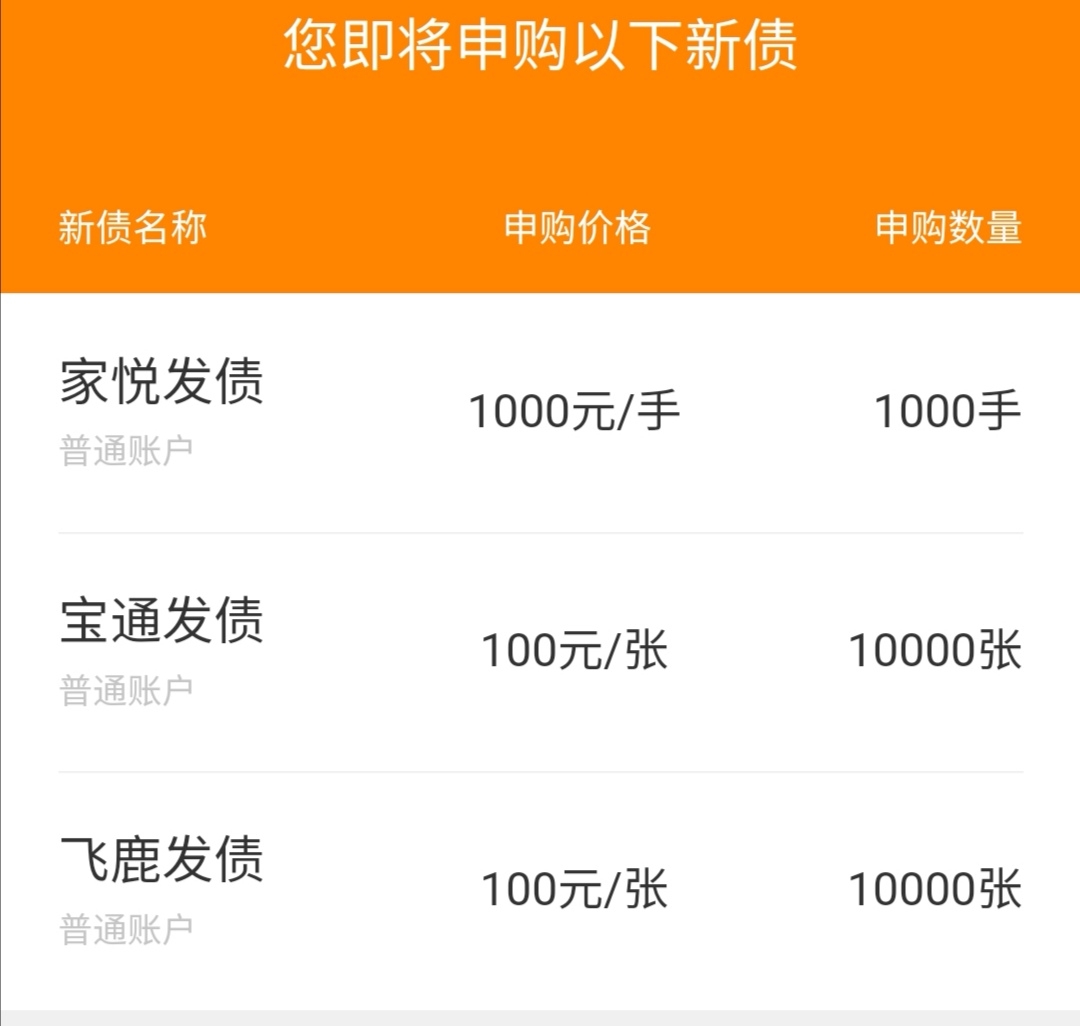 您即将申购以下新债
新债名称 申购价格 申购数量
家悦发债
普通账户
1000元/手 1000手
宝通发债
普通账户
100元/张 10000张
飞鹿发债
普通账户
100元/张 10000张